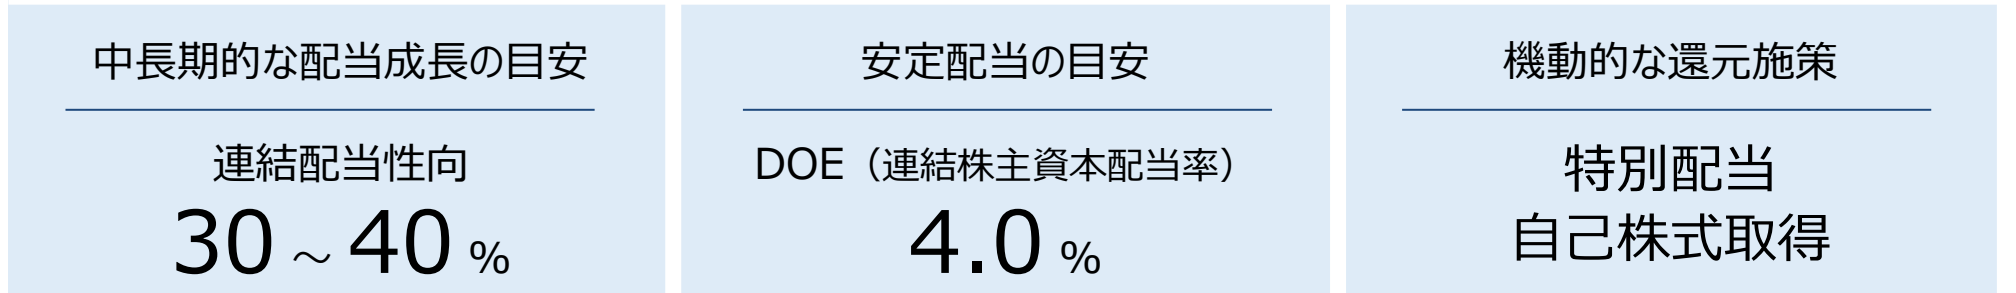 中長期的な配当成長の目安
連結配当性向
30～40％
安定配当の目安
DOE（連結株主資本配当率）
4.0％
機動的な還元施策
特別配当
自己株式取得